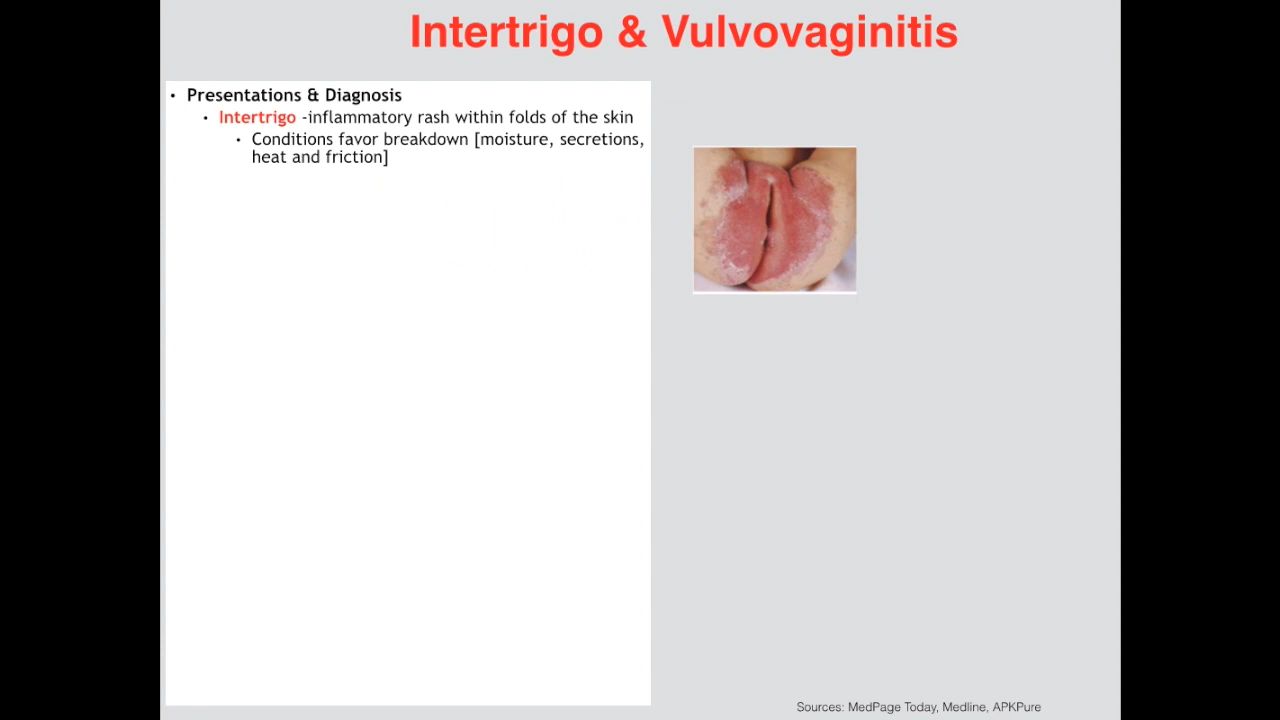 Intertrigo & Vulvovaginitis
• Presentations & Diagnosis
• Intertrigo -inflammatory rash within folds of the skin
• Conditions favor breakdown [moisture, secretions,
heat and friction]
Sources: MedPage Today, Medline, APKPure